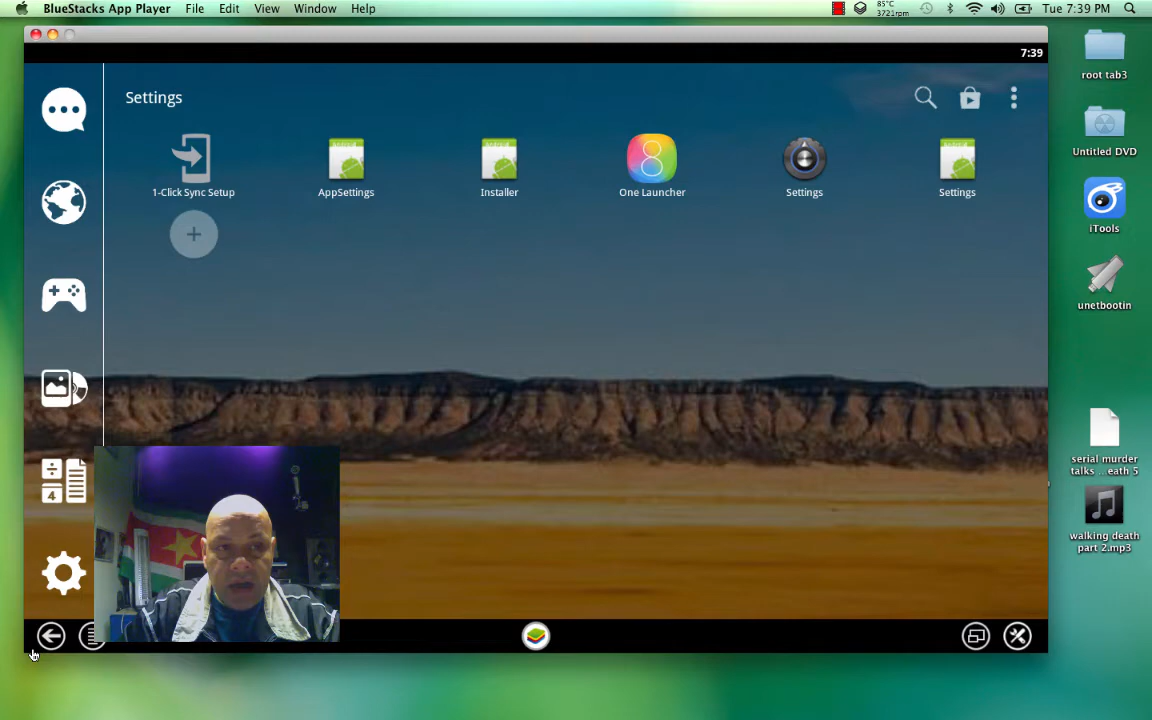 BlueStacks App Player File Edit View Window Help
85°C
3721rpm
Tue 7:39 PM
7:39
Settings
1-Click Sync Setup
AppSettings
Installer
One Launcher
Settings
Settings
8
4
root tab3
Untitled DVD
iTools
unetbootin
serial murder
talks ... eath 5
walking death
part 2.mp3